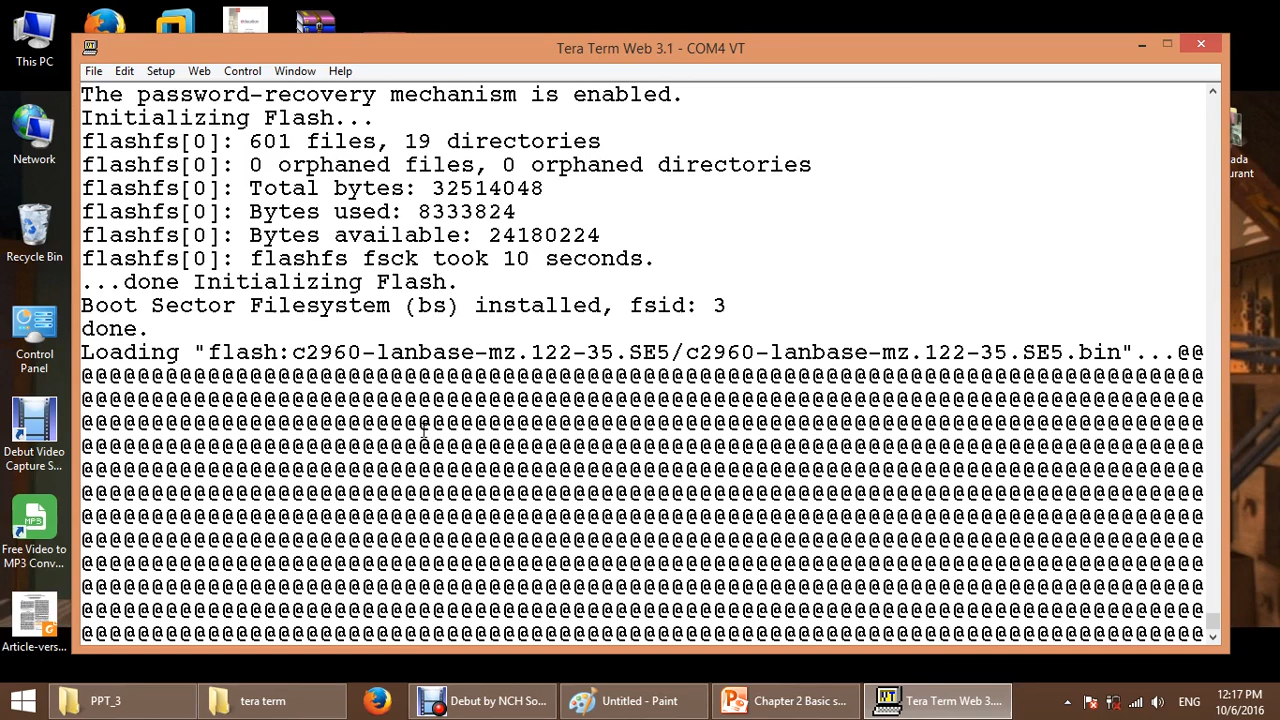 This PC
Network
Recycle Bin
Control
Panel
Debut Video
Capture S...
Free Video to
MP3 Conv...
Article-vers...
Tera Term Web 3.1 - COM4 VT
File Edit Setup Web Control Window Help
The password-recovery mechanism is enabled.
Initializing Flash...
flashfs[0]: 601 files, 19 directories
flashfs[0]: 0 orphaned files, 0 orphaned directories
flashfs[0]: Total bytes: 32514048
flashfs[0]: Bytes used: 8333824
flashfs[0]: Bytes available: 24180224
flashfs[0]: flashfs fsck took 10 seconds.
...done Initializing Flash.
Boot Sector Filesystem (bs) installed, fsid: 3
done.
Loading "flash:c2960-lanbase-mz.122-35.SE5/c2960-lanbase-mz.122-35.SE5.bin"...@@
@@@@@@@@@@@@@@@@@@@@@@@@@@@@@@@@@@@@@@@@@@@@@@@@@@@@@@@@@@@@@@@@@@@@@@@@@@@@@@@@
@@@@@@@@@@@@@@@@@@@@@@@@@@@@@@@@@@@@@@@@@@@@@@@@@@@@@@@@@@@@@@@@@@@@@@@@@@@@@@@@
@@@@@@@@@@@@@@@@@@@@@@@@@@@@@@@@@@@@@@@@@@@@@@@@@@@@@@@@@@@@@@@@@@@@@@@@@@@@@@@@
@@@@@@@@@@@@@@@@@@@@@@@@@@@@@@@@@@@@@@@@@@@@@@@@@@@@@@@@@@@@@@@@@@@@@@@@@@@@@@@@
@@@@@@@@@@@@@@@@@@@@@@@@@@@@@@@@@@@@@@@@@@@@@@@@@@@@@@@@@@@@@@@@@@@@@@@@@@@@@@@@
@@@@@@@@@@@@@@@@@@@@@@@@@@@@@@@@@@@@@@@@@@@@@@@@@@@@@@@@@@@@@@@@@@@@@@@@@@@@@@@@
@@@@@@@@@@@@@@@@@@@@@@@@@@@@@@@@@@@@@@@@@@@@@@@@@@@@@@@@@@@@@@@@@@@@@@@@@@@@@@@@
@@@@@@@@@@@@@@@@@@@@@@@@@@@@@@@@@@@@@@@@@@@@@@@@@@@@@@@@@@@@@@@@@@@@@@@@@@@@@@@@
@@@@@@@@@@@@@@@@@@@@@@@@@@@@@@@@@@@@@@@@@@@@@@@@@@@@@@@@@@@@@@@@@@@@@@@@@@@@@@@@
@@@@@@@@@@@@@@@@@@@@@@@@@@@@@@@@@@@@@@@@@@@@@@@@@@@@@@@@@@@@@@@@@@@@@@@@@@@@@@@@
@@@@@@@@@@@@@@@@@@@@@@@@@@@@@@@@@@@@@@@@@@@@@@@@@@@@@@@@@@@@@@@@@@@@@@@@@@@@@@@@
@@@@@@@@@@@@@@@@@@@@@@@@@@@@@@@@@@@@@@@@@@@@@@@@@@@@@@@@@@@@@@@@@@@@@@@@@@@@@@@@
ada
urant
PPT_3
tera term
Debut by NCH So...
Untitled - Paint
Chapter 2 Basic s...
Tera Term Web 3....
12:17 PM
10/6/2016